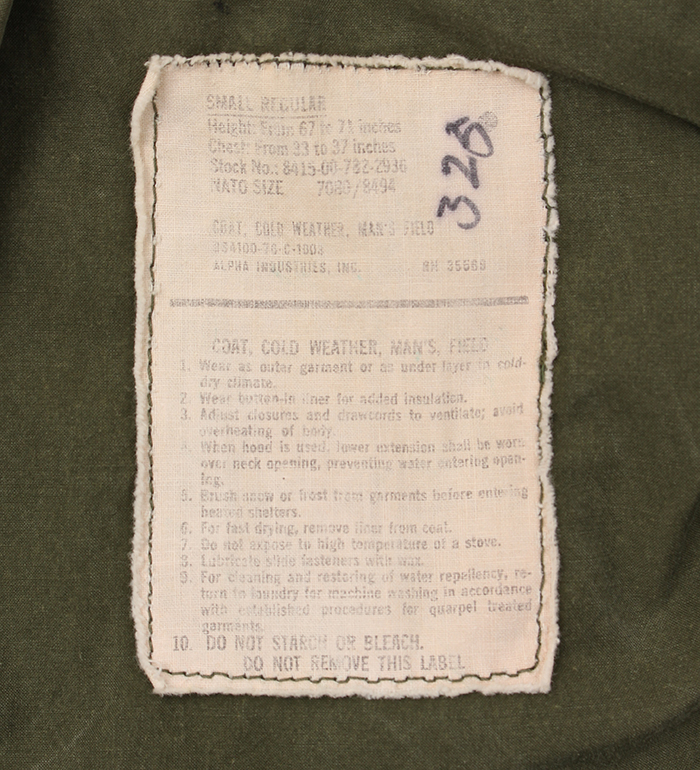 SMALL REGULAR
Height: From 67 to 71 inches
Chest: From 33 to 37 inches
Stock No.: 8415-00-782-2936
NATO SIZE 7080/8494
328
COAT, COLD WEATHER, MAN'S FIELD
ALPHA INDUSTRIES, INC.
COAT, COLD WEATHER, MAN'S, FIELD
1. Wear as outer garment or as under layer in cold-
dry climate.
2. Wear button-in liner for added insulation.
3. Adjust closures and drawcords to ventilate; avoid
overheating of body.
4. When hood is used, lower extension shall be worn
over neck opening, preventing water entering open-
ing.
5. Brush snow or frost from garments before entering
heated shelters.
6. For fast drying, remove liner from coat.
7. Do not expose to high temperature of a stove.
8. Lubricate slide fasteners with wax.
9. For cleaning and restoring of water repellency, re-
turn to laundry for machine washing in accordance
with established procedures for quarpel treated
garments.
10. DO NOT STARCH OR BLEACH.
DO NOT REMOVE THIS LABEL